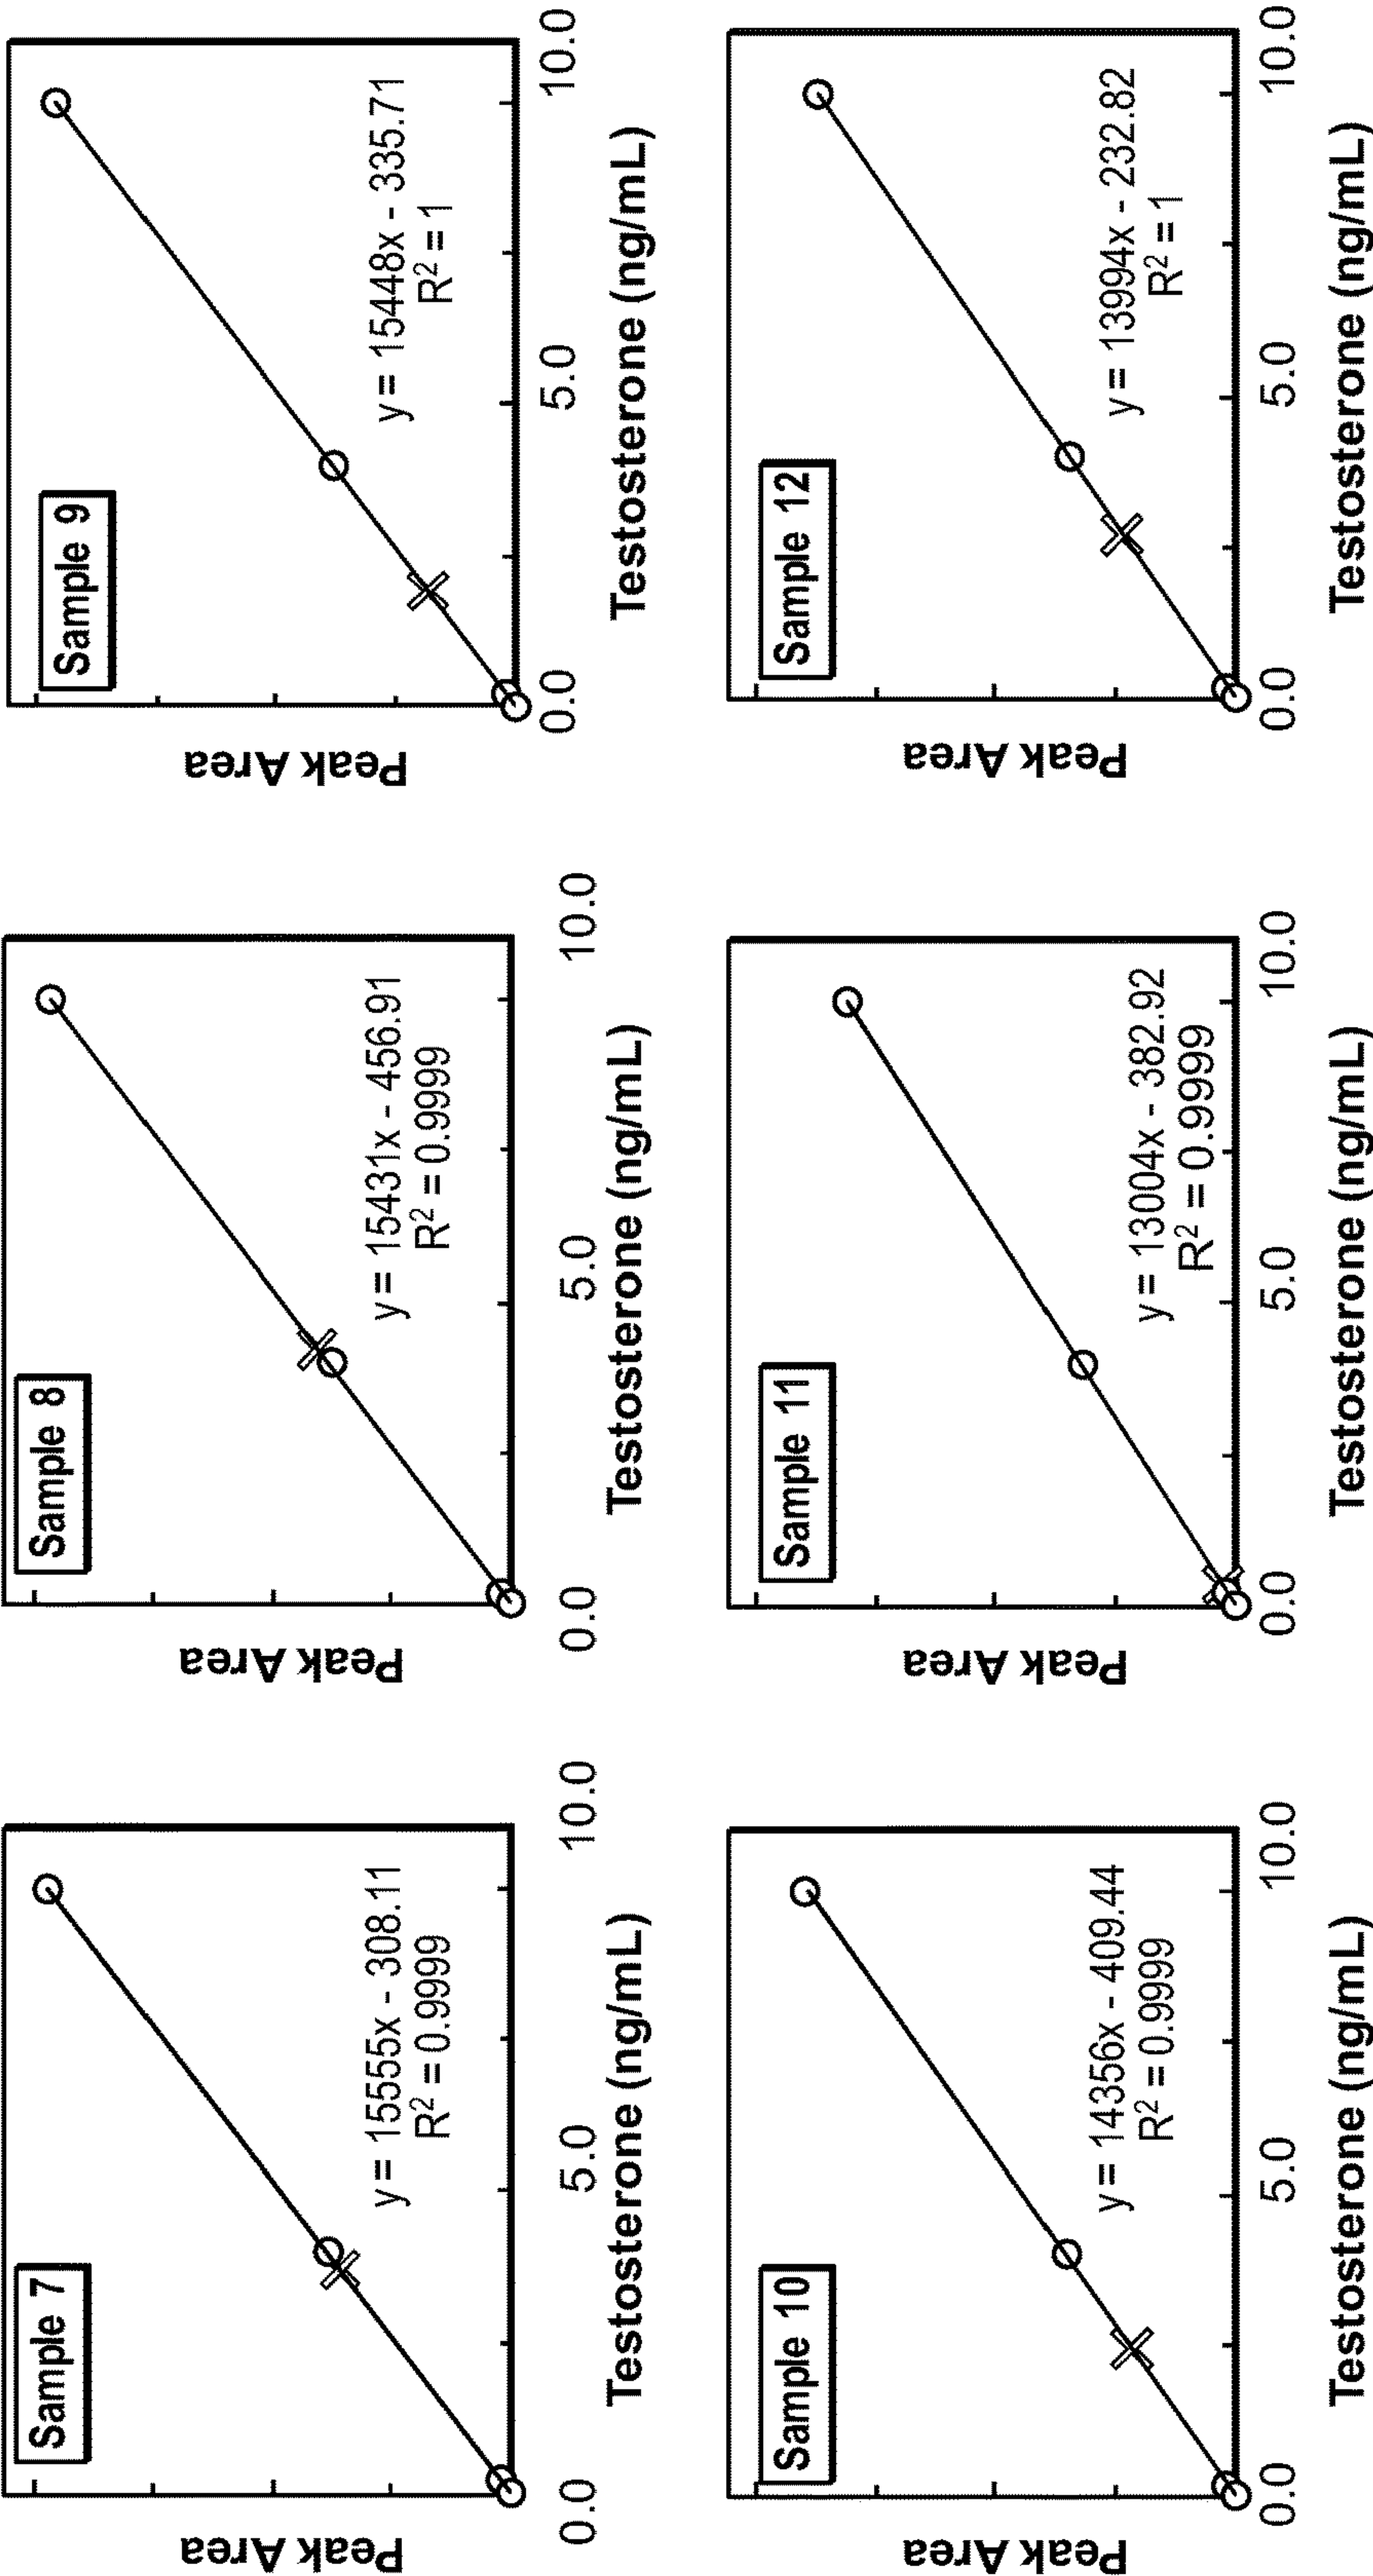 Sample 7
y = 15555x - 308.11
R² = 0.9999
Peak Area
0.0
5.0
10.0
Testosterone (ng/mL)
Sample 8
y = 15431x - 456.91
R² = 0.9999
Peak Area
0.0
5.0
10.0
Testosterone (ng/mL)
Sample 9
y = 15448x - 335.71
R² = 1
Peak Area
0.0
5.0
10.0
Testosterone (ng/mL)
Sample 10
y = 14356x - 409.44
R² = 0.9999
Peak Area
0.0
5.0
10.0
Testosterone (ng/mL)
Sample 11
y = 13004x - 382.92
R² = 0.9999
Peak Area
0.0
5.0
10.0
Testosterone (ng/mL)
Sample 12
y = 13994x - 232.82
R² = 1
Peak Area
0.0
5.0
10.0
Testosterone (ng/mL)